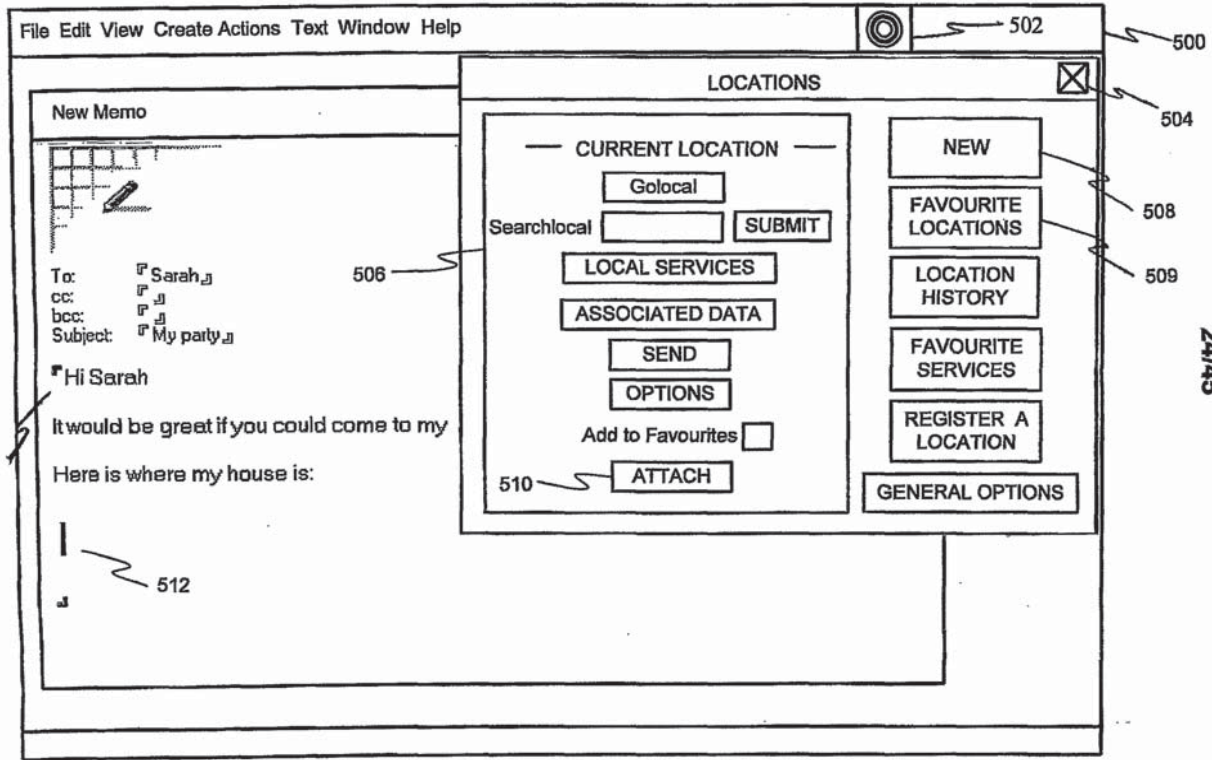 File Edit View Create Actions Text Window Help
502
500
LOCATIONS
504
New Memo
CURRENT LOCATION
Golocal
Searchlocal
SUBMIT
LOCAL SERVICES
ASSOCIATED DATA
SEND
OPTIONS
Add to Favourites
ATTACH
506
510
NEW
FAVOURITE
LOCATIONS
LOCATION
HISTORY
FAVOURITE
SERVICES
REGISTER A
LOCATION
GENERAL OPTIONS
508
509
To: 『Sarah』
cc: 『 』
bcc: 『 』
Subject: 『My party』
『Hi Sarah
It would be great if you could come to my
Here is where my house is:
512
』
24/45